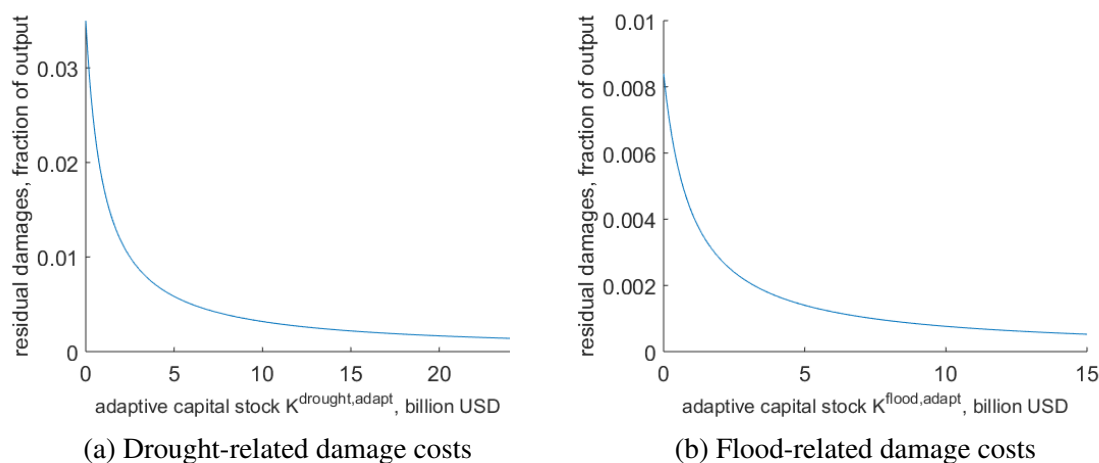 residual damages, fraction of output
0.03
0.02
0.01
0
0 5 10 15 20
adaptive capital stock K^drought,adapt, billion USD
(a) Drought-related damage costs
residual damages, fraction of output
0.01
0.008
0.006
0.004
0.002
0
0 5 10 15
adaptive capital stock K^flood,adapt, billion USD
(b) Flood-related damage costs